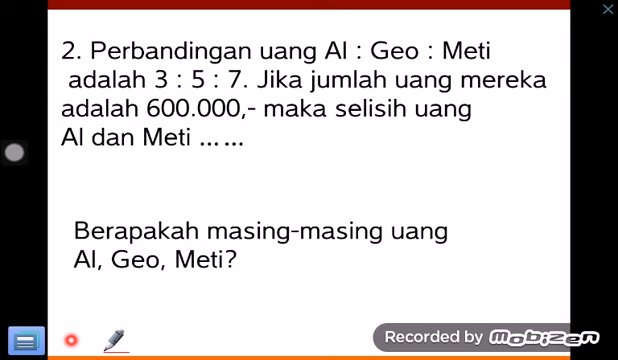 2. Perbandingan uang Al : Geo : Meti
adalah 3 : 5 : 7. Jika jumlah uang mereka
adalah 600.000,- maka selisih uang
Al dan Meti ......
Berapakah masing-masing uang
Al, Geo, Meti?
Recorded by mobizen